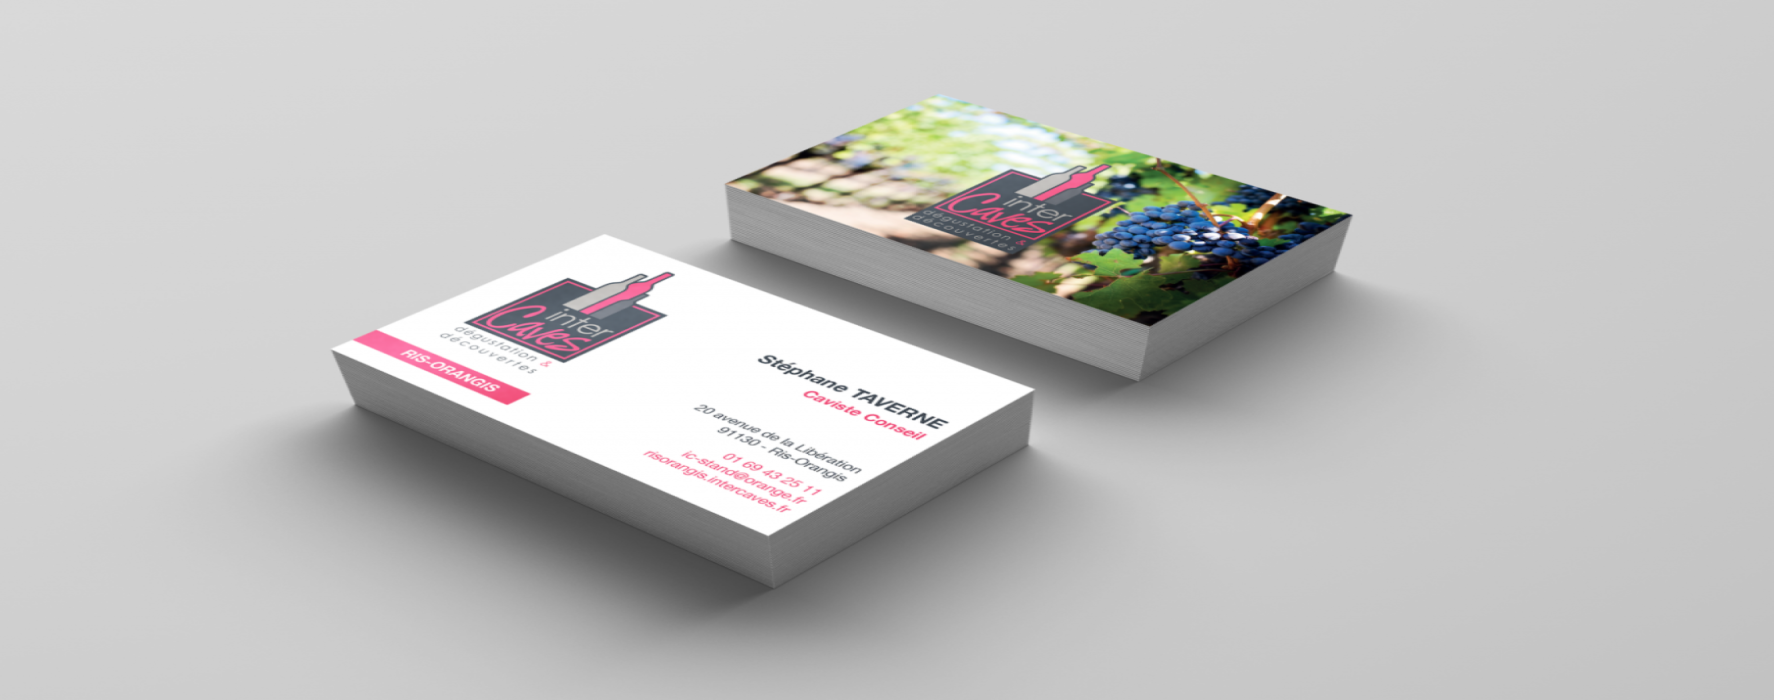 inter
Caves
dégustation &
découvertes
RIS-ORANGIS
Stéphane TAVERNE
Caviste Conseil
20 avenue de la Libération
91130 - Ris-Orangis
01 69 43 25 11
ic-stand@orange.fr
risorangis.intercaves.fr
inter
Caves
dégustation &
découvertes